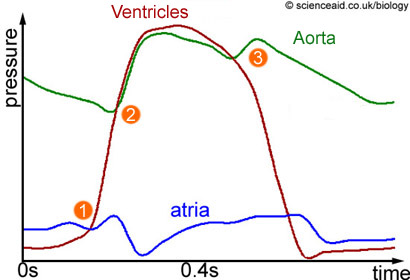 © scienceaid.co.uk/biology
Ventricles
Aorta
3
2
1
atria
pressure
0s
0.4s
time